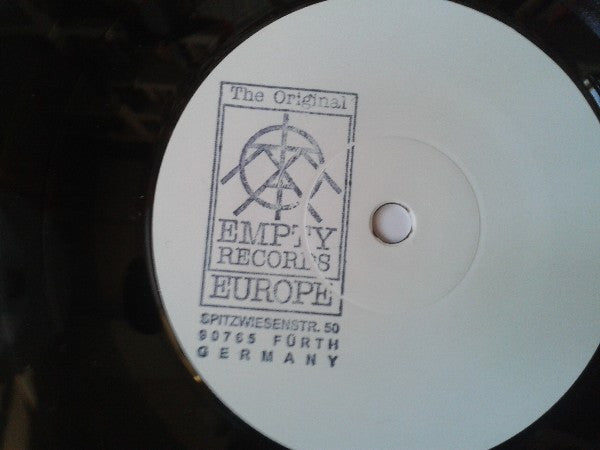 The Original
EMPTY
RECORDS
EUROPE
SPITZWIESENSTR. 50
90765 FÜRTH
GERMANY